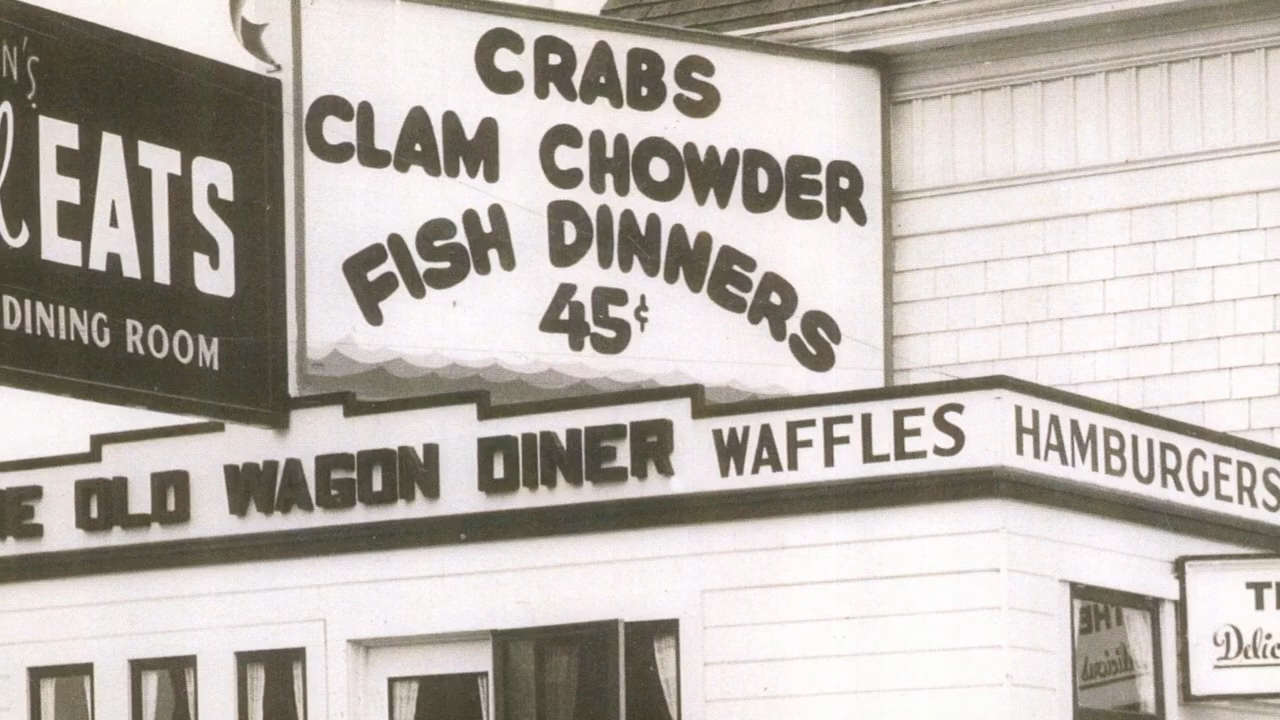 N'S
EATS
DINING ROOM
CRABS
CLAM CHOWDER
FISH DINNERS
45¢
OLD WAGON DINER WAFFLES HAMBURGERS